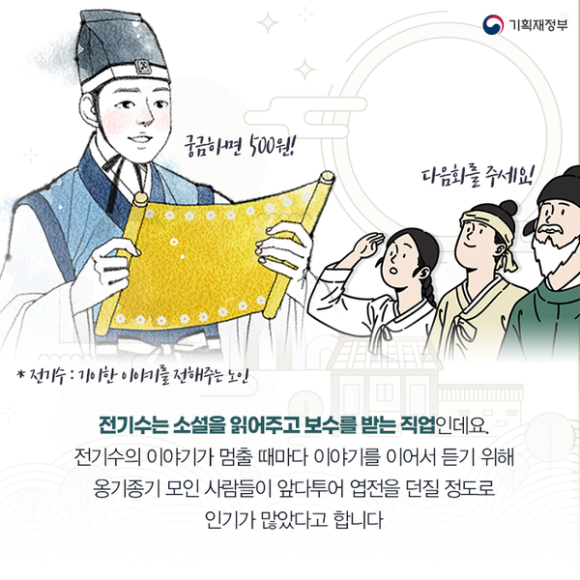 기획재정부
궁금하면 500원!
다음화를 주세요!
* 전기수 : 기이한 이야기를 전해주는 노인
전기수는 소설을 읽어주고 보수를 받는 직업인데요.
전기수의 이야기가 멈출 때마다 이야기를 이어서 듣기 위해
옹기종기 모인 사람들이 앞다투어 엽전을 던질 정도로
인기가 많았다고 합니다